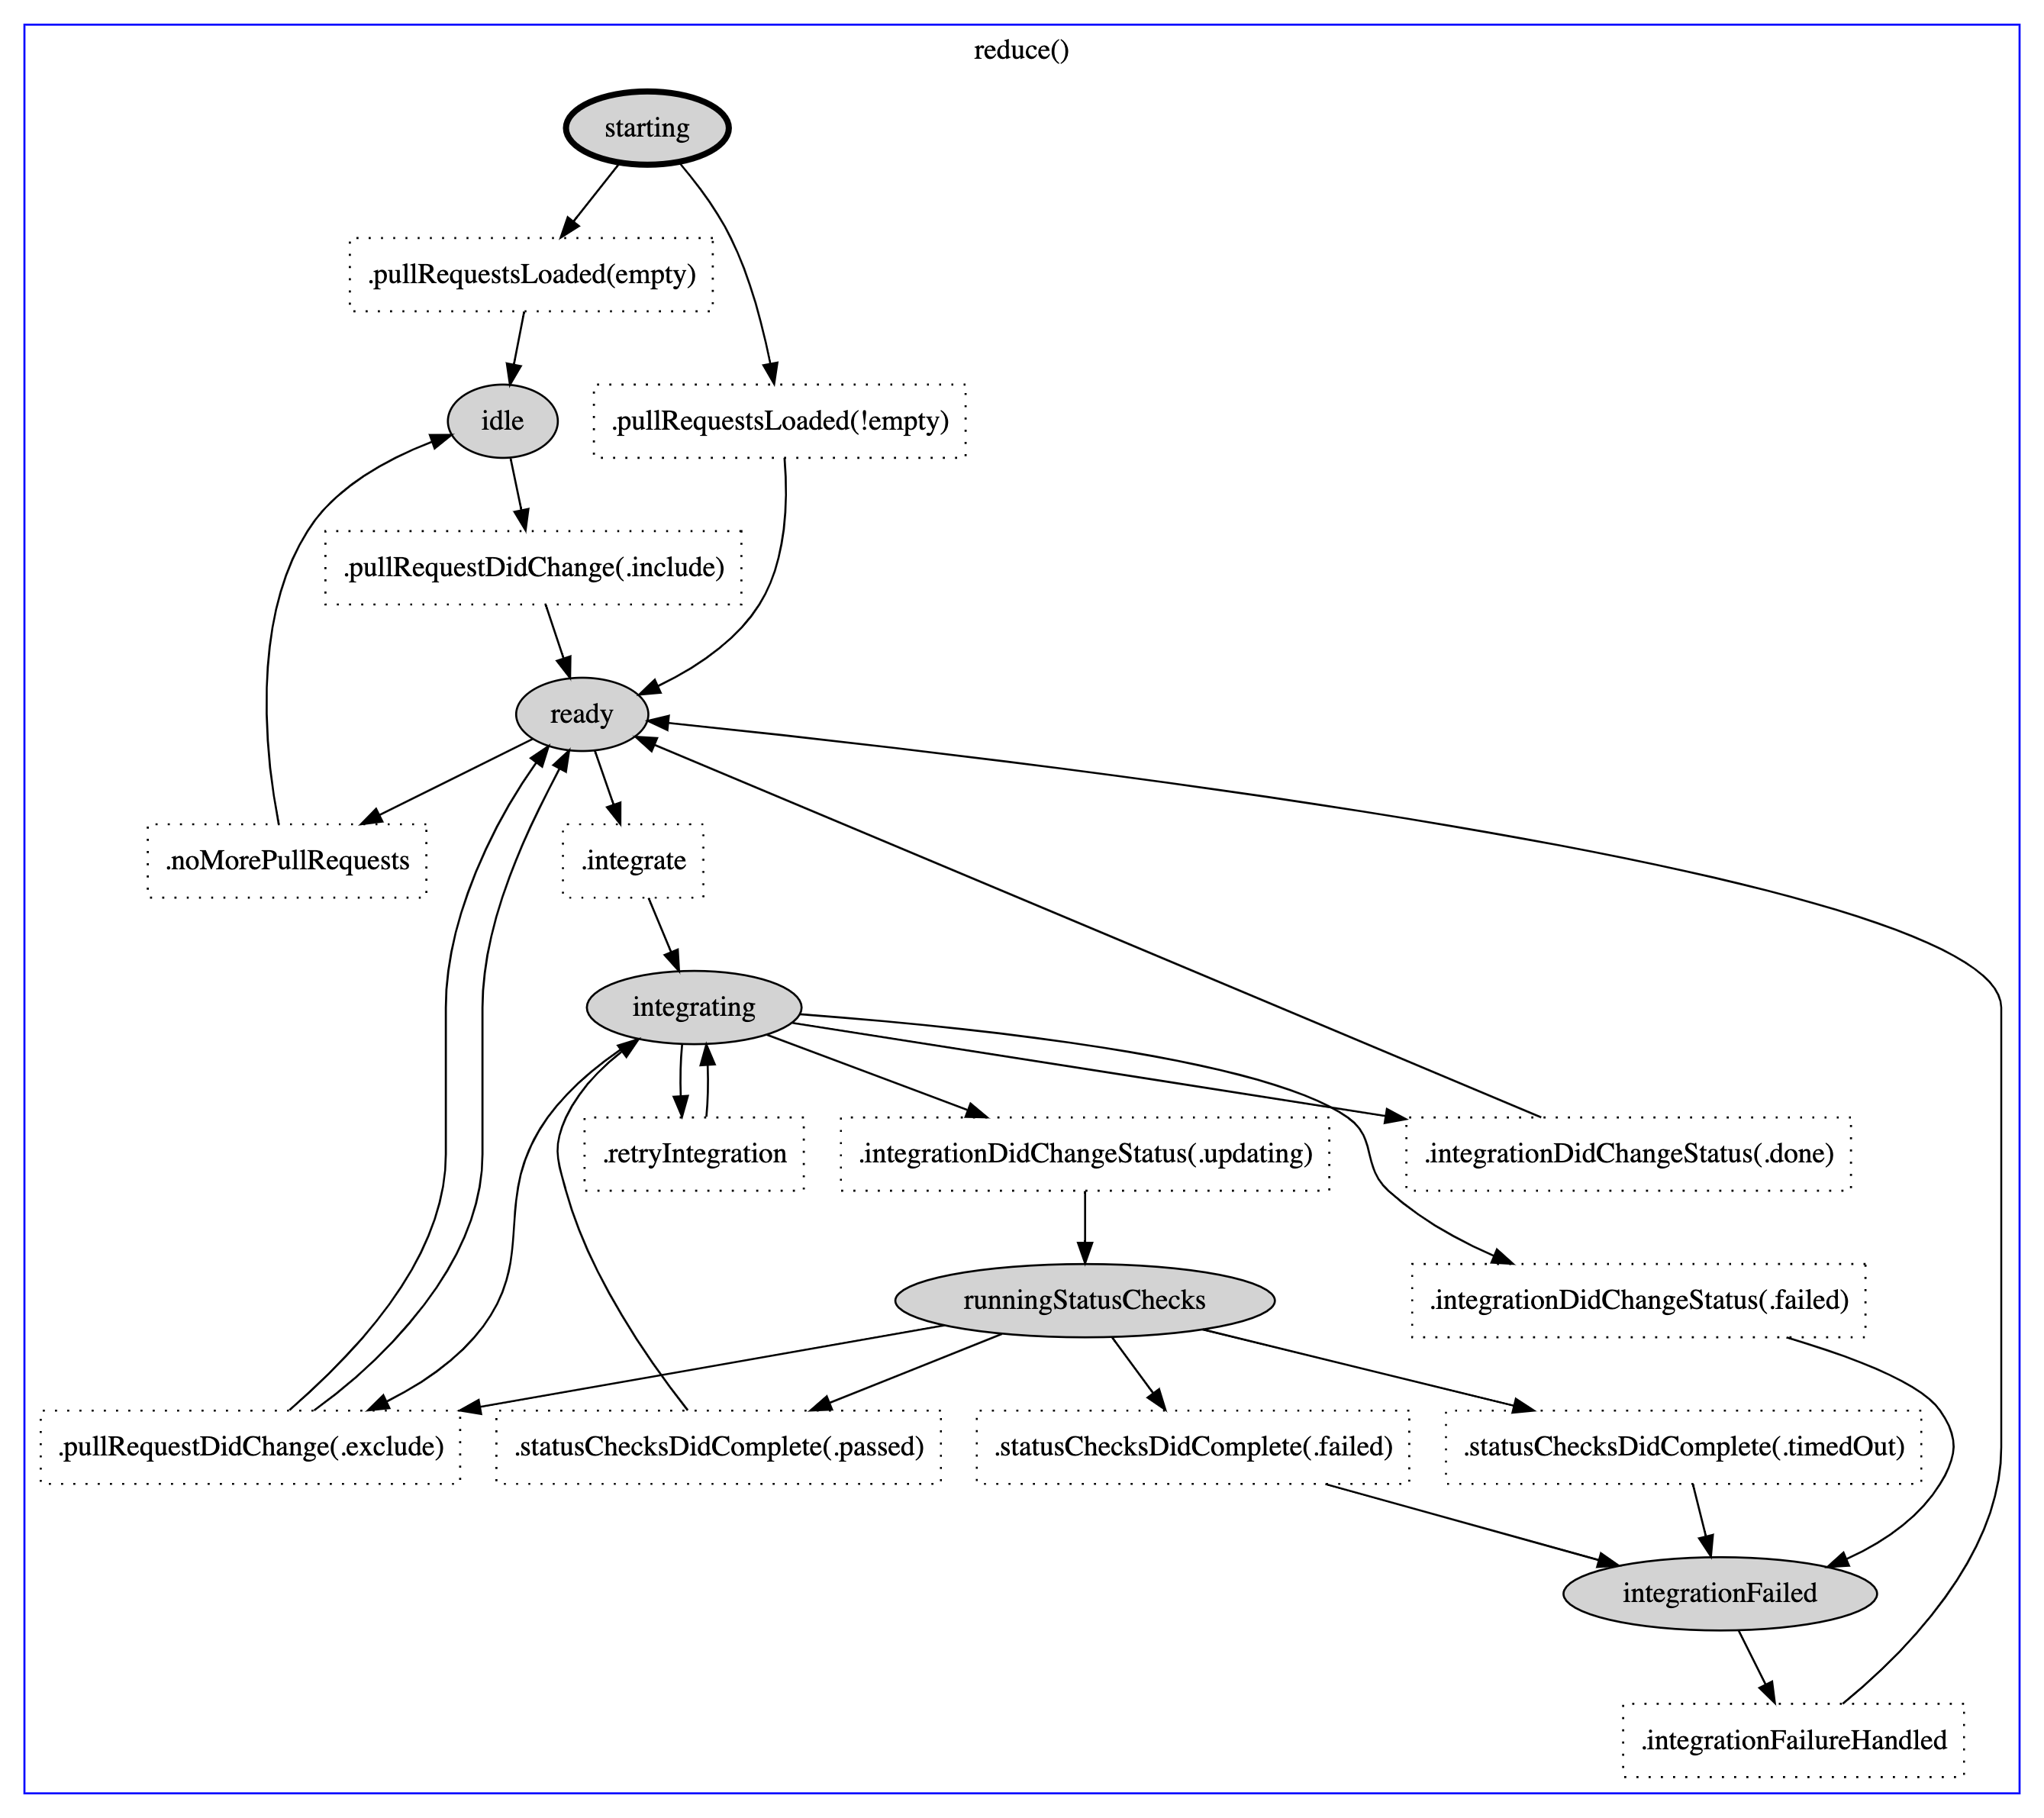 reduce()
starting
.pullRequestsLoaded(empty)
idle
.pullRequestsLoaded(!empty)
.pullRequestDidChange(.include)
ready
.noMorePullRequests
.integrate
integrating
.retryIntegration
.integrationDidChangeStatus(.updating)
.integrationDidChangeStatus(.done)
runningStatusChecks
.integrationDidChangeStatus(.failed)
.pullRequestDidChange(.exclude)
.statusChecksDidComplete(.passed)
.statusChecksDidComplete(.failed)
.statusChecksDidComplete(.timedOut)
integrationFailed
.integrationFailureHandled